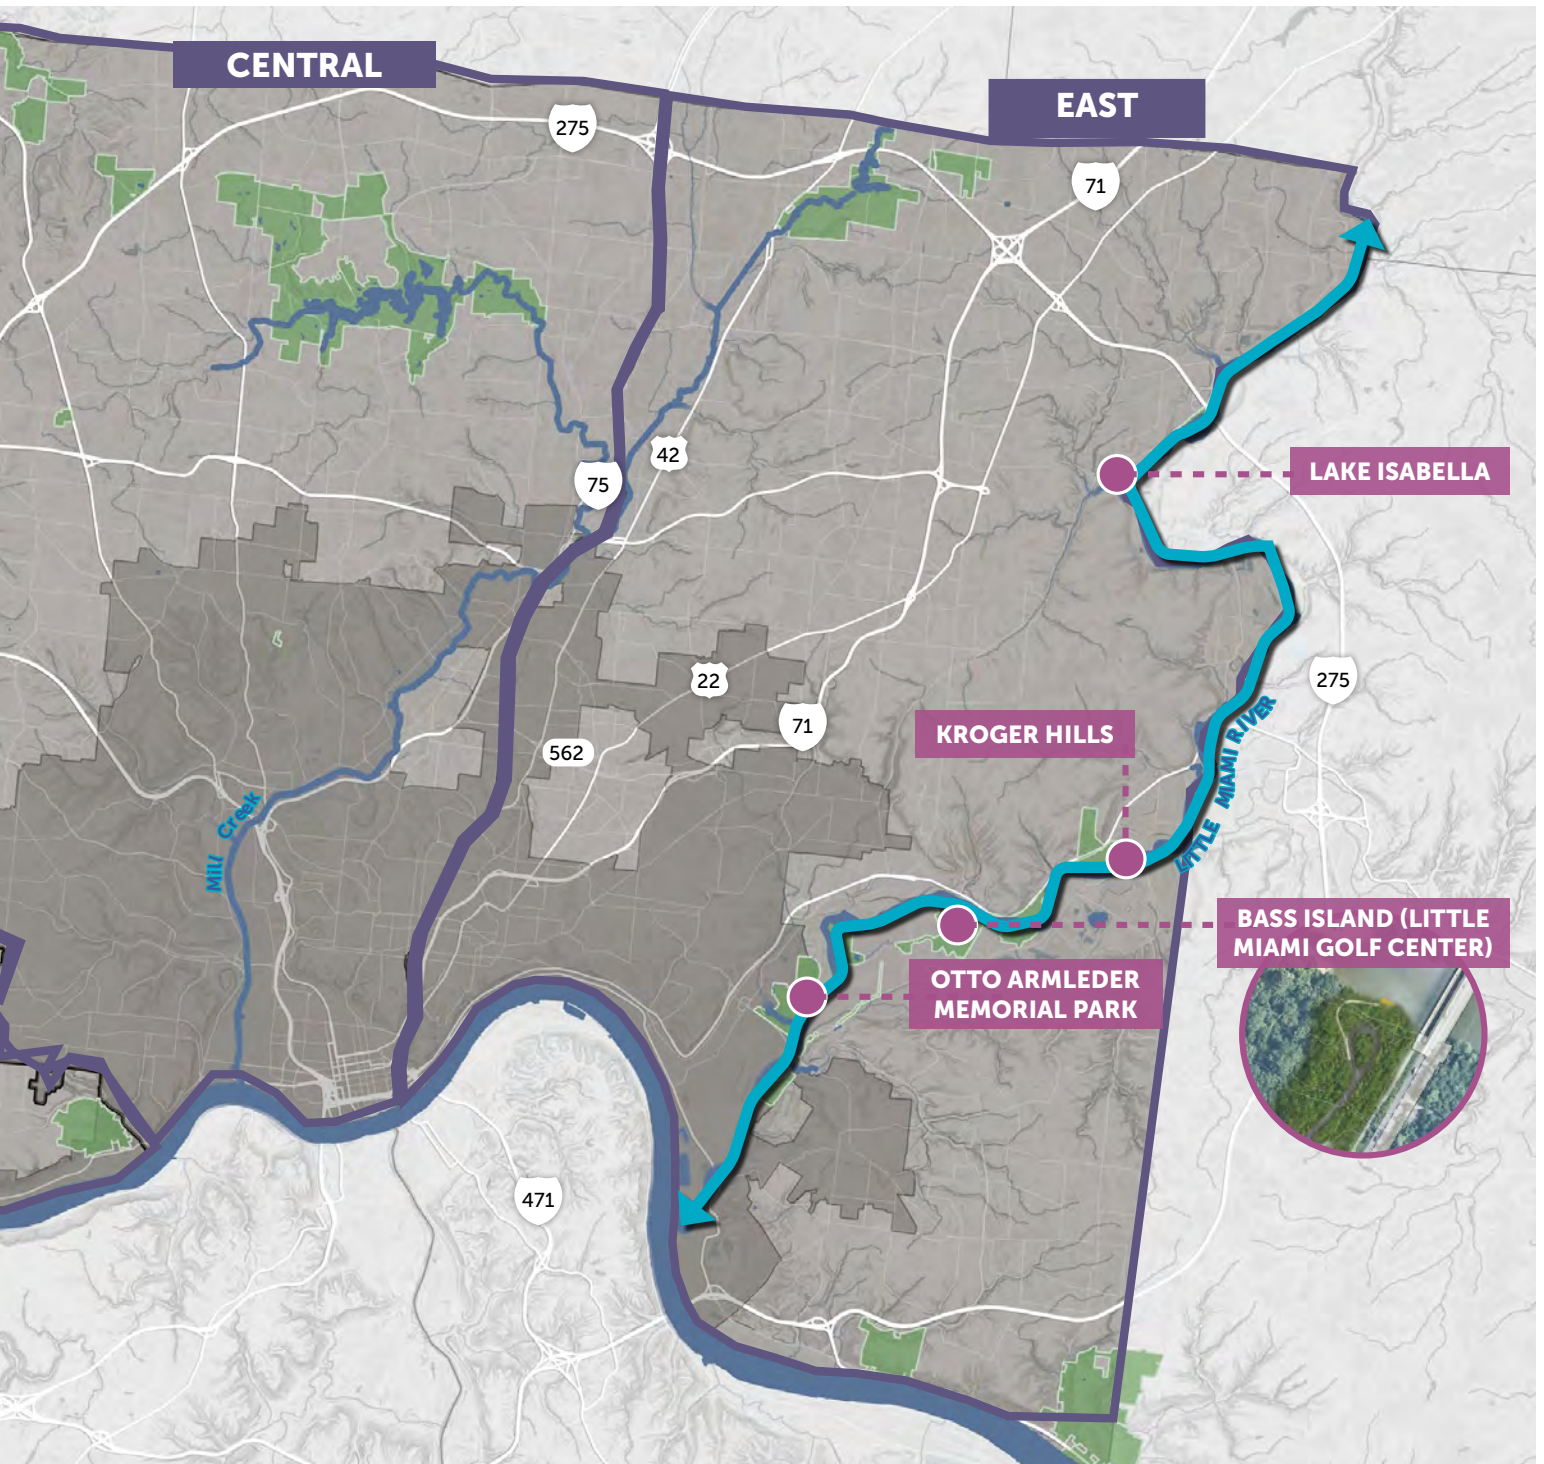 CENTRAL
EAST
275
71
42
75
LAKE ISABELLA
22
275
71
562
KROGER HILLS
LITTLE MIAMI RIVER
Mill Creek
BASS ISLAND (LITTLE
MIAMI GOLF CENTER)
OTTO ARMLEDER
MEMORIAL PARK
471